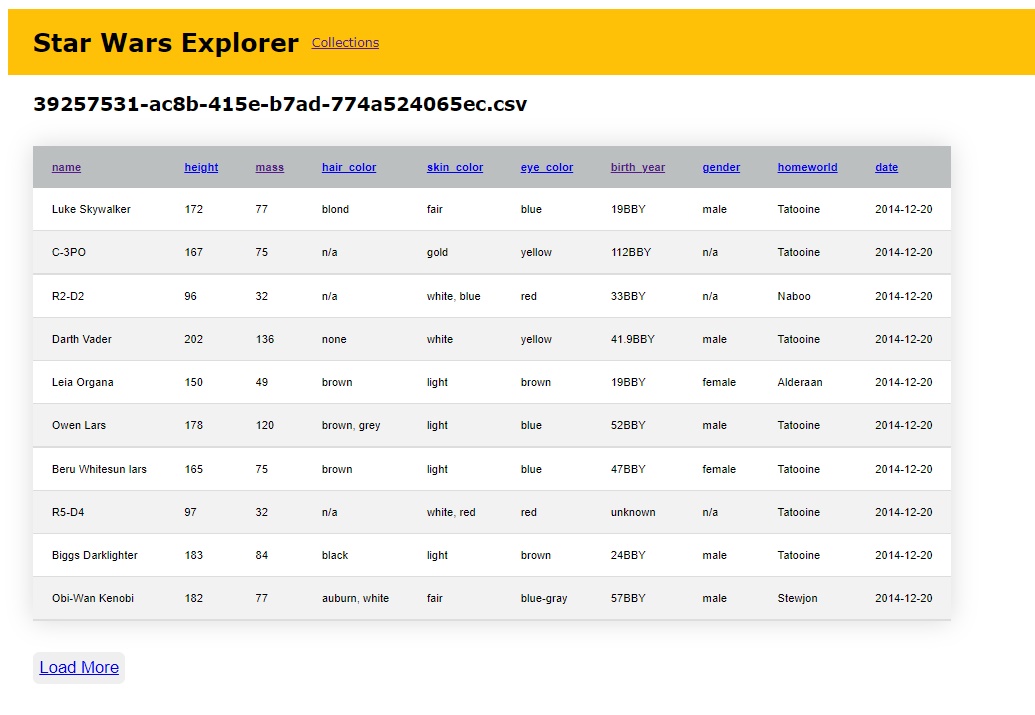 Star Wars Explorer Collections
39257531-ac8b-415e-b7ad-774a524065ec.csv
name height mass hair_color skin_color eye_color birth_year gender homeworld date
Luke Skywalker 172 77 blond fair blue 19BBY male Tatooine 2014-12-20
C-3PO 167 75 n/a gold yellow 112BBY n/a Tatooine 2014-12-20
R2-D2 96 32 n/a white, blue red 33BBY n/a Naboo 2014-12-20
Darth Vader 202 136 none white yellow 41.9BBY male Tatooine 2014-12-20
Leia Organa 150 49 brown light brown 19BBY female Alderaan 2014-12-20
Owen Lars 178 120 brown, grey light blue 52BBY male Tatooine 2014-12-20
Beru Whitesun lars 165 75 brown light blue 47BBY female Tatooine 2014-12-20
R5-D4 97 32 n/a white, red red unknown n/a Tatooine 2014-12-20
Biggs Darklighter 183 84 black light brown 24BBY male Tatooine 2014-12-20
Obi-Wan Kenobi 182 77 auburn, white fair blue-gray 57BBY male Stewjon 2014-12-20
Load More